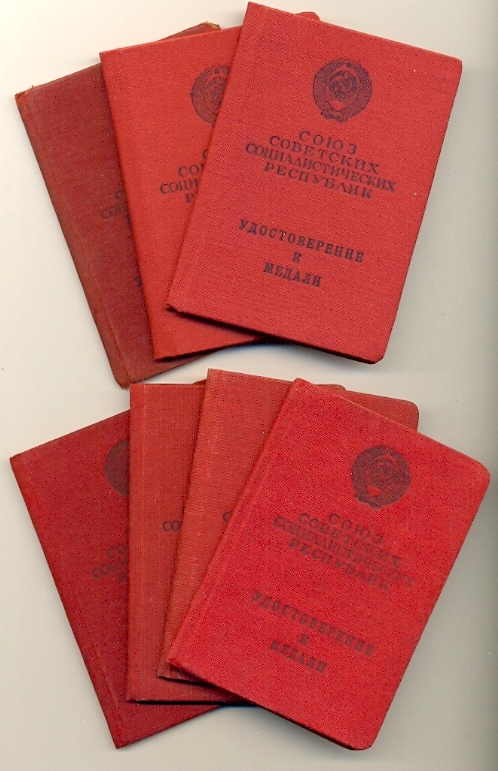 СОЮЗ
СОВЕТСКИХ
СОЦИАЛИСТИЧЕСКИХ
РЕСПУБЛИК
УДОСТОВЕРЕНИЕ
К
МЕДАЛИ
СОЮЗ
СОВЕТСКИХ
СОЦИАЛИСТИЧЕСКИХ
РЕСПУБЛИК
УДОСТОВЕРЕНИЕ
К
МЕДАЛИ